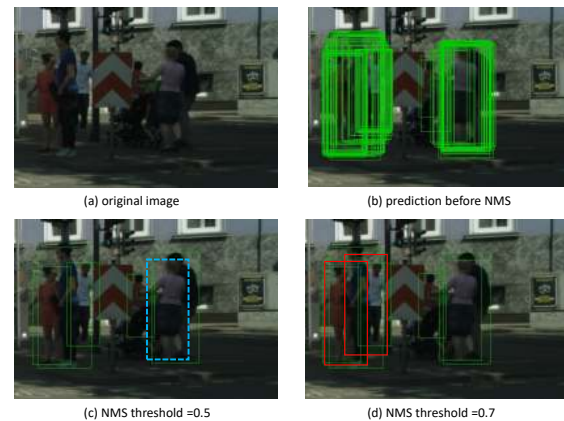 (a) original image
(b) prediction before NMS
(c) NMS threshold =0.5
(d) NMS threshold =0.7